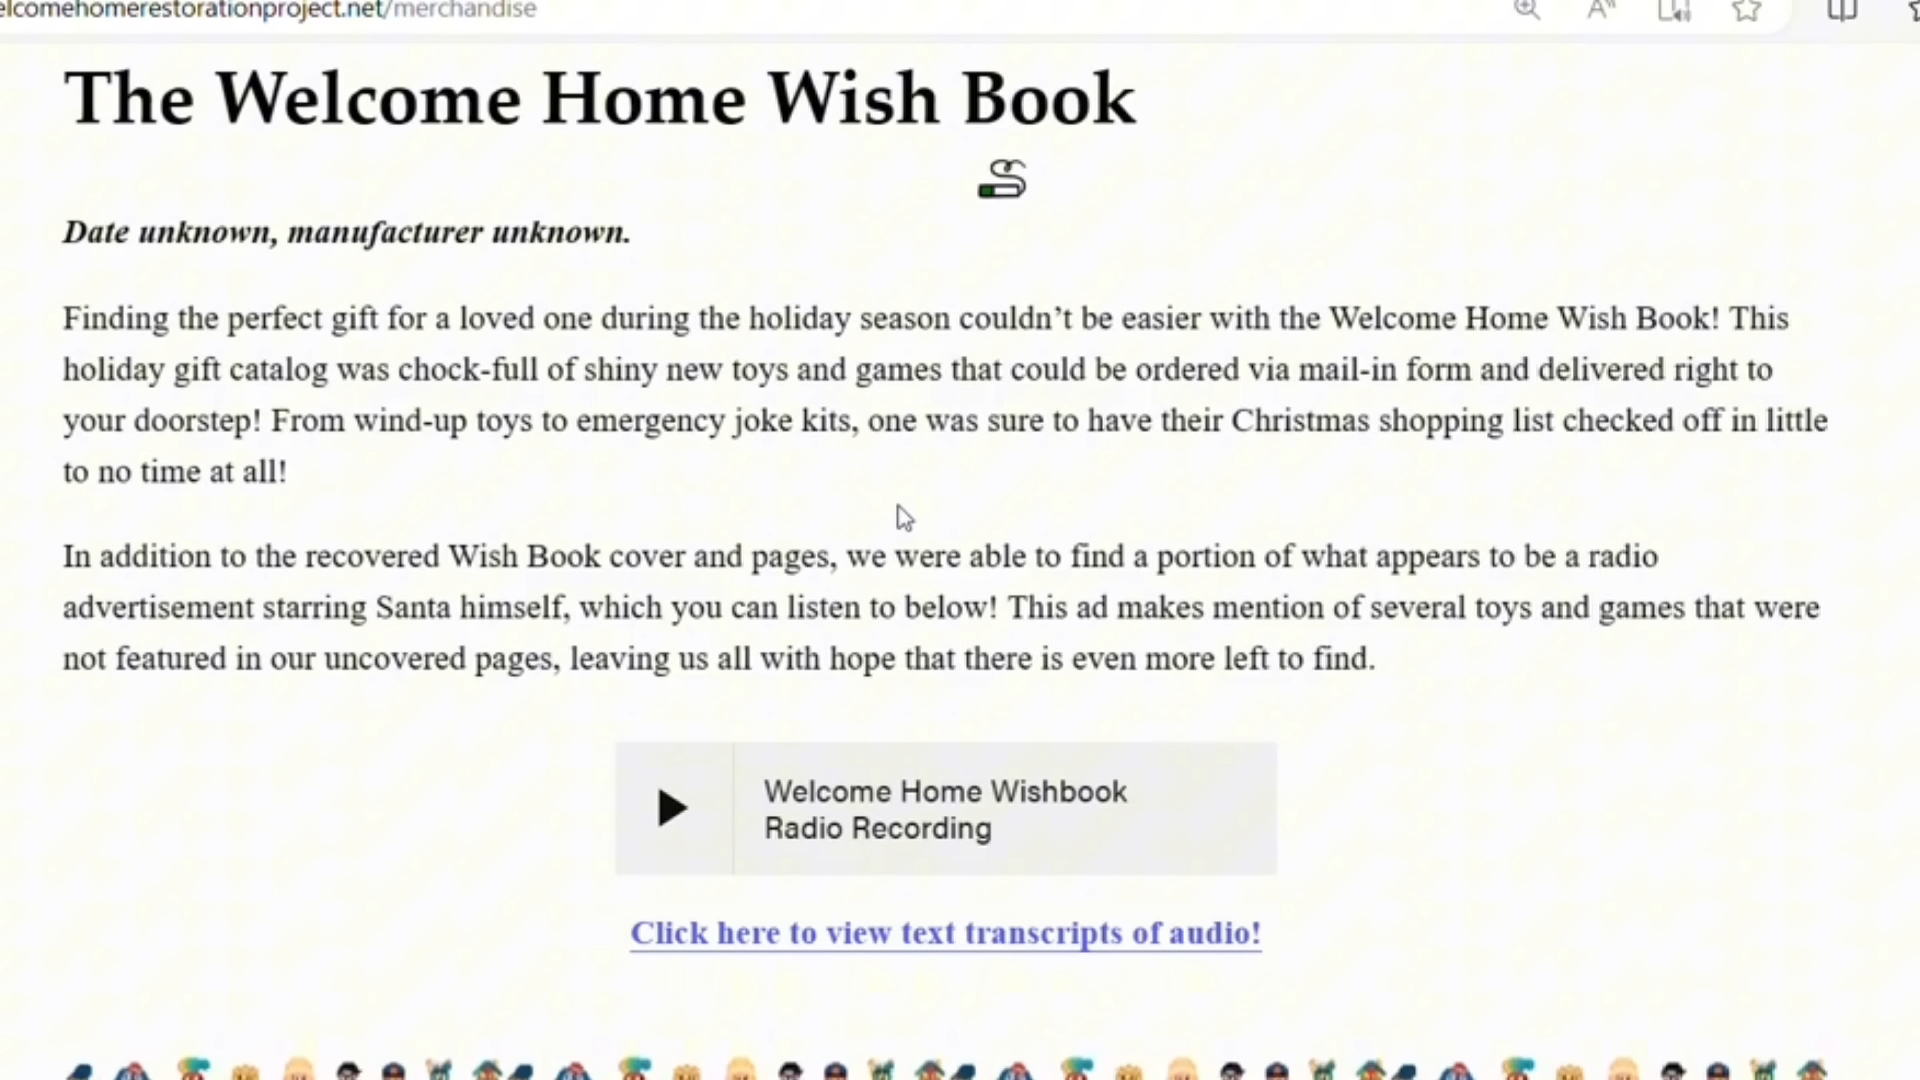 elcomehomerestorationproject.net/merchandise
The Welcome Home Wish Book
Date unknown, manufacturer unknown.
Finding the perfect gift for a loved one during the holiday season couldn’t be easier with the Welcome Home Wish Book! This
holiday gift catalog was chock-full of shiny new toys and games that could be ordered via mail-in form and delivered right to
your doorstep! From wind-up toys to emergency joke kits, one was sure to have their Christmas shopping list checked off in little
to no time at all!
In addition to the recovered Wish Book cover and pages, we were able to find a portion of what appears to be a radio
advertisement starring Santa himself, which you can listen to below! This ad makes mention of several toys and games that were
not featured in our uncovered pages, leaving us all with hope that there is even more left to find.
Welcome Home Wishbook
Radio Recording
Click here to view text transcripts of audio!